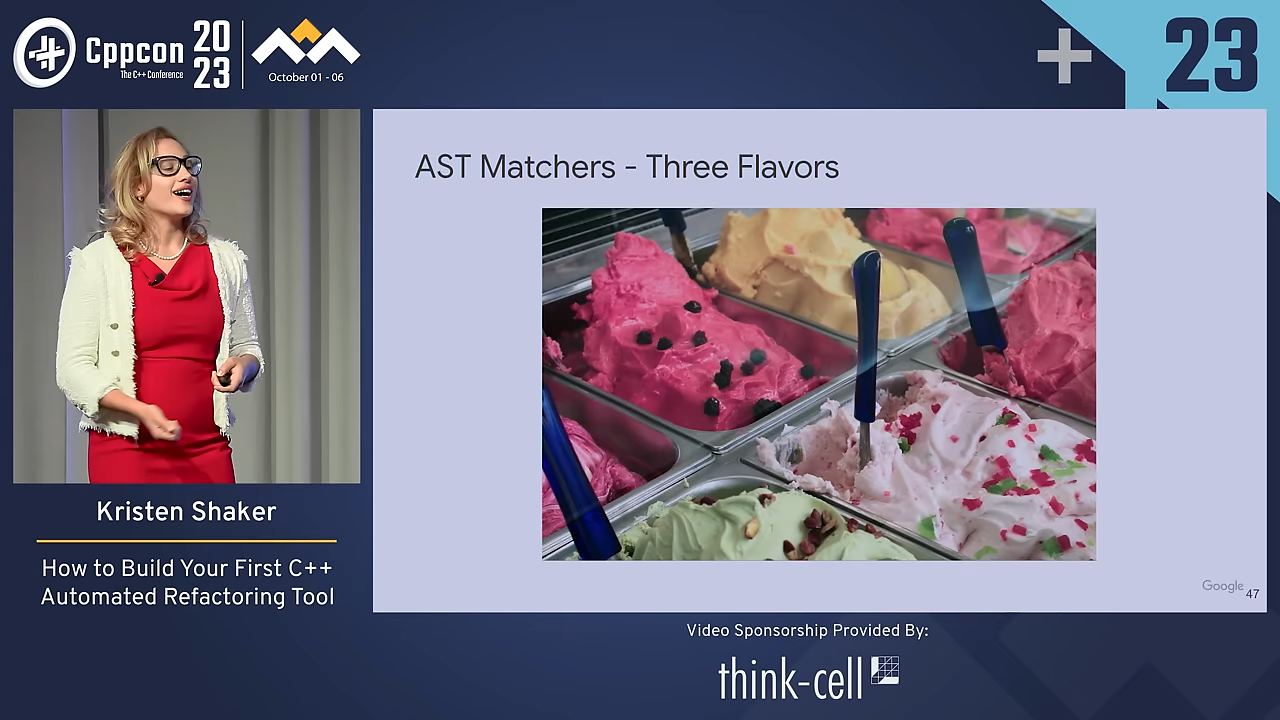 Cppcon
The C++ Conference
20
23
October 01 - 06
23
AST Matchers - Three Flavors
Kristen Shaker
How to Build Your First C++
Automated Refactoring Tool
Google
47
Video Sponsorship Provided By:
think-cell